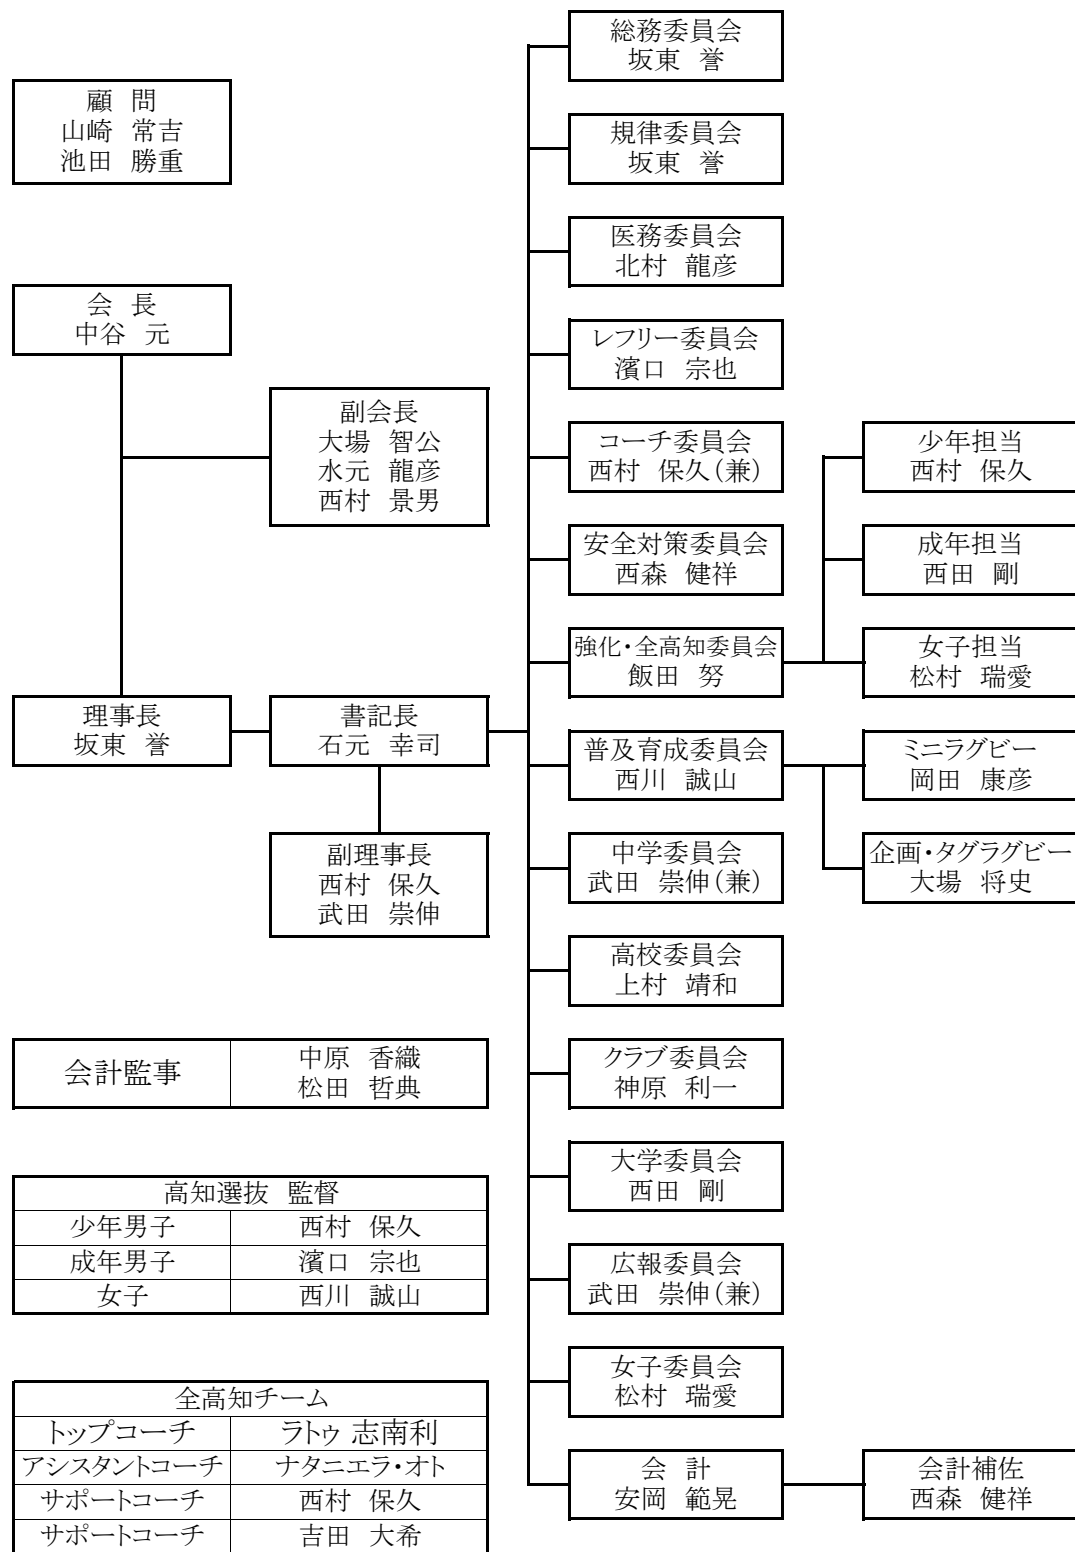 顧　問
山崎　常吉
池田　勝重
会　長
中谷　元
副会長
大場　智公
水元　龍彦
西村　景男
理事長
坂東　誉
書記長
石元　幸司
副理事長
西村　保久
武田　崇伸
会計監事
中原　香織
松田　哲典
高知選抜　監督
少年男子　西村　保久
成年男子　濱口　宗也
女子　西川　誠山
全高知チーム
トップコーチ　ラトゥ 志南利
アシスタントコーチ　ナタニエラ・オト
サポートコーチ　西村　保久
サポートコーチ　吉田　大希
総務委員会
坂東　誉
規律委員会
坂東　誉
医務委員会
北村　龍彦
レフリー委員会
濱口　宗也
コーチ委員会
西村　保久（兼）
安全対策委員会
西森　健祥
強化・全高知委員会
飯田　努
少年担当
西村　保久
成年担当
西田　剛
女子担当
松村　瑞愛
普及育成委員会
西川　誠山
ミニラグビー
岡田　康彦
企画・タグラグビー
大場　将史
中学委員会
武田　崇伸（兼）
高校委員会
上村　靖和
クラブ委員会
神原　利一
大学委員会
西田　剛
広報委員会
武田　崇伸（兼）
女子委員会
松村　瑞愛
会　計
安岡　範晃
会計補佐
西森　健祥